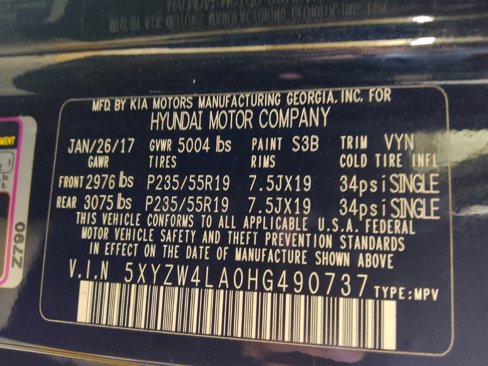 MFD. BY KIA MOTORS MANUFACTURING GEORGIA, INC. FOR
HYUNDAI MOTOR COMPANY
JAN/26/17 GVWR 5004 lbs PAINT S3B TRIM VYN
GAWR TIRES RIMS COLD TIRE INFL
FRONT 2976 lbs P235/55R19 7.5JX19 34psi SINGLE
REAR 3075 lbs P235/55R19 7.5JX19 34psi SINGLE
THIS VEHICLE CONFORMS TO ALL APPLICABLE U.S.A. FEDERAL
MOTOR VEHICLE SAFETY AND THEFT PREVENTION STANDARDS
IN EFFECT ON THE DATE OF MANUFACTURE SHOWN ABOVE
V.I.N 5XYZW4LA0HG490737 TYPE:MPV
Z790